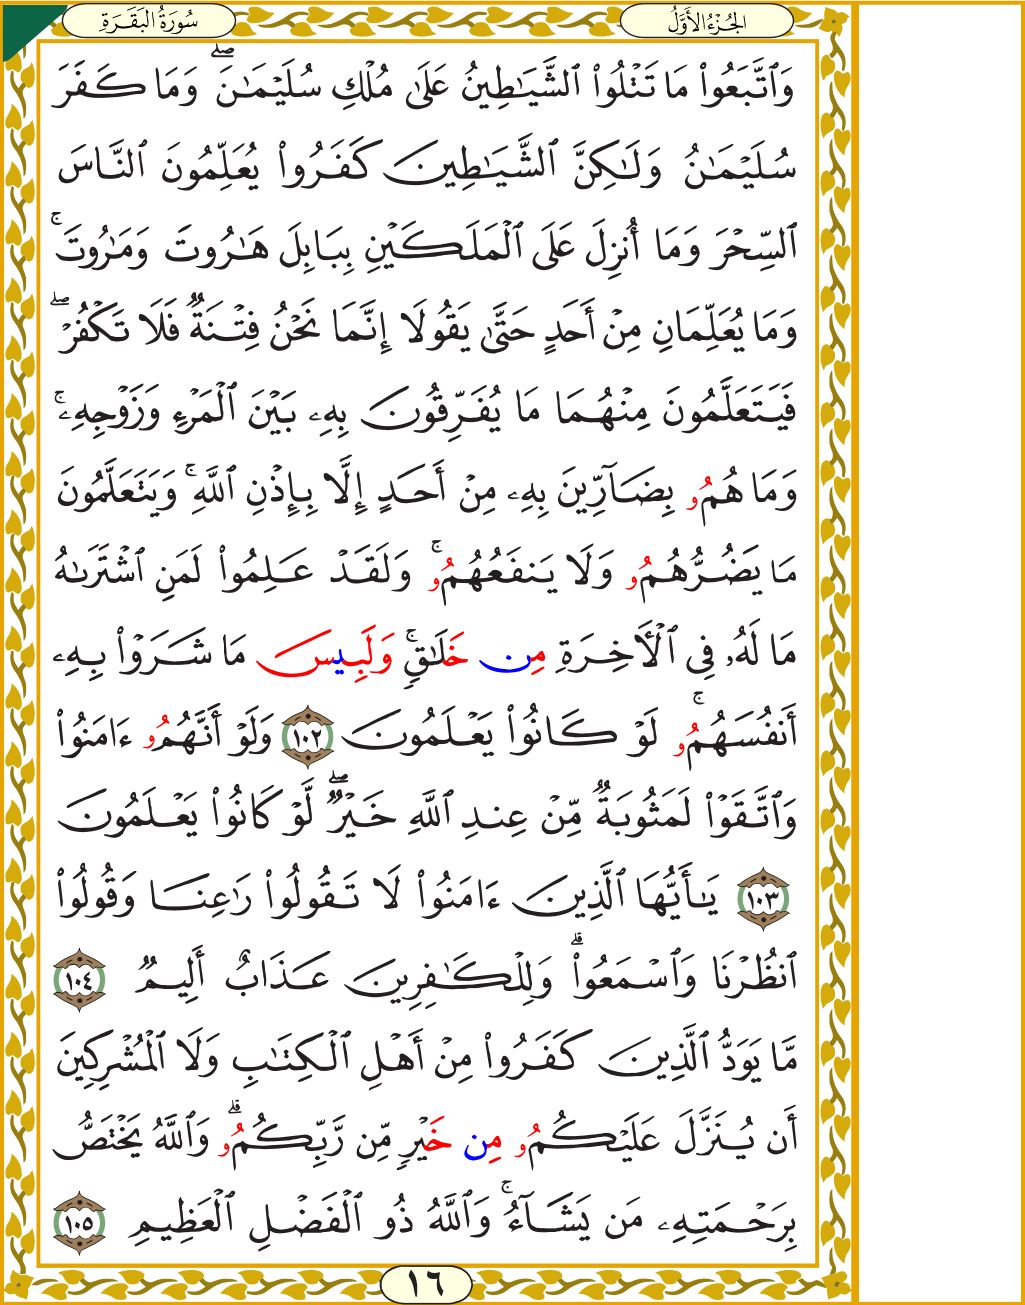 سُورَةُ البَقَرَةِ
الجُزْءُ الأَوَّلُ
وَٱتَّبَعُوا۟ مَا تَتْلُوا۟ ٱلشَّيَٰطِينُ عَلَىٰ مُلْكِ سُلَيْمَٰنَ ۖ وَمَا كَفَرَ
سُلَيْمَٰنُ وَلَٰكِنَّ ٱلشَّيَٰطِينَ كَفَرُوا۟ يُعَلِّمُونَ ٱلنَّاسَ
ٱلسِّحْرَ وَمَا أُنزِلَ عَلَى ٱلْمَلَكَيْنِ بِبَابِلَ هَٰرُوتَ وَمَٰرُوتَ ۚ
وَمَا يُعَلِّمَانِ مِنْ أَحَدٍ حَتَّىٰ يَقُولَا إِنَّمَا نَحْنُ فِتْنَةٌ فَلَا تَكْفُرْ ۖ
فَيَتَعَلَّمُونَ مِنْهُمَا مَا يُفَرِّقُونَ بِهِۦ بَيْنَ ٱلْمَرْءِ وَزَوْجِهِۦ ۚ
وَمَا هُمُۥ بِضَآرِّينَ بِهِۦ مِنْ أَحَدٍ إِلَّا بِإِذْنِ ٱللَّهِ ۚ وَيَتَعَلَّمُونَ
مَا يَضُرُّهُمُۥ وَلَا يَنفَعُهُمُۥ ۚ وَلَقَدْ عَلِمُوا۟ لَمَنِ ٱشْتَرَىٰهُ
مَا لَهُۥ فِى ٱلْأَخِرَةِ مِن خَلَٰقٍ ۚ وَلَبِيسَ مَا شَرَوْا۟ بِهِۦ
أَنفُسَهُمُۥ ۚ لَوْ كَانُوا۟ يَعْلَمُونَ ١٠٢ وَلَوْ أَنَّهُمُۥ ءَامَنُوا۟
وَٱتَّقَوْا۟ لَمَثُوبَةٌ مِّنْ عِندِ ٱللَّهِ خَيْرٌ ۖ لَّوْ كَانُوا۟ يَعْلَمُونَ
١٠٣ يَٰأَيُّهَا ٱلَّذِينَ ءَامَنُوا۟ لَا تَقُولُوا۟ رَٰعِنَا وَقُولُوا۟
ٱنظُرْنَا وَٱسْمَعُوا۟ ۗ وَلِلْكَٰفِرِينَ عَذَابٌ أَلِيمٌ ١٠٤
مَّا يَوَدُّ ٱلَّذِينَ كَفَرُوا۟ مِنْ أَهْلِ ٱلْكِتَٰبِ وَلَا ٱلْمُشْرِكِينَ
أَن يُنَزَّلَ عَلَيْكُمُۥ مِن خَيْرٍ مِّن رَّبِّكُمُۥ ۗ وَٱللَّهُ يَخْتَصُّ
بِرَحْمَتِهِۦ مَن يَشَآءُ ۚ وَٱللَّهُ ذُو ٱلْفَضْلِ ٱلْعَظِيمِ ١٠٥
١٦